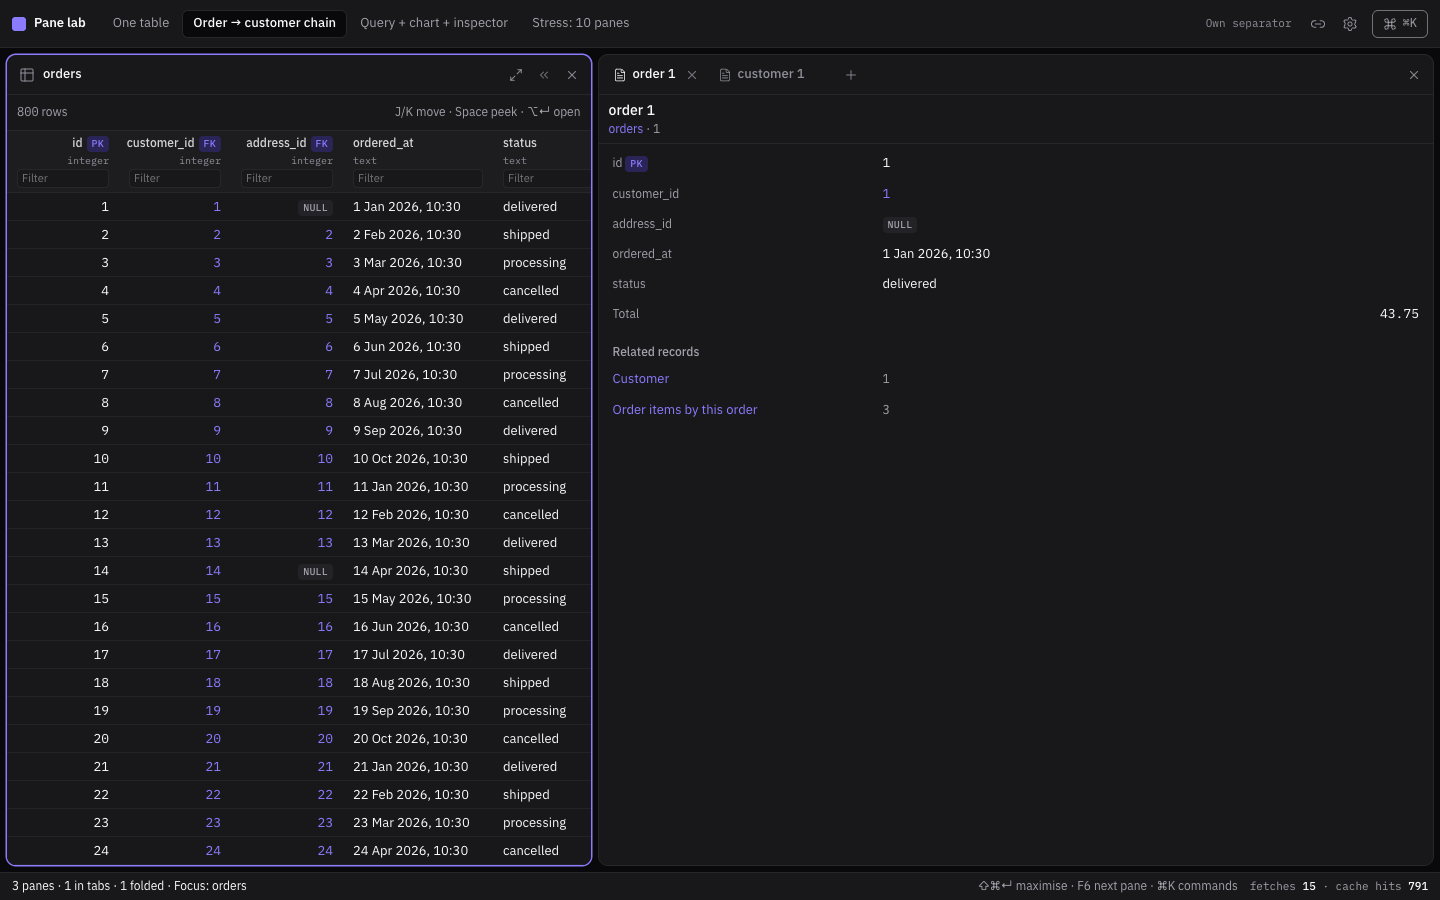 Pane lab One table Order → customer chain Query + chart + inspector Stress: 10 panes Own separator ⌘ ⌘K
orders
800 rows J/K move · Space peek · ⌥↵ open
id PK customer_id FK address_id FK ordered_at status
integer integer integer text text
Filter Filter Filter Filter Filter
1 1 NULL 1 Jan 2026, 10:30 delivered
2 2 2 2 Feb 2026, 10:30 shipped
3 3 3 3 Mar 2026, 10:30 processing
4 4 4 4 Apr 2026, 10:30 cancelled
5 5 5 5 May 2026, 10:30 delivered
6 6 6 6 Jun 2026, 10:30 shipped
7 7 7 7 Jul 2026, 10:30 processing
8 8 8 8 Aug 2026, 10:30 cancelled
9 9 9 9 Sep 2026, 10:30 delivered
10 10 10 10 Oct 2026, 10:30 shipped
11 11 11 11 Jan 2026, 10:30 processing
12 12 12 12 Feb 2026, 10:30 cancelled
13 13 13 13 Mar 2026, 10:30 delivered
14 14 NULL 14 Apr 2026, 10:30 shipped
15 15 15 15 May 2026, 10:30 processing
16 16 16 16 Jun 2026, 10:30 cancelled
17 17 17 17 Jul 2026, 10:30 delivered
18 18 18 18 Aug 2026, 10:30 shipped
19 19 19 19 Sep 2026, 10:30 processing
20 20 20 20 Oct 2026, 10:30 cancelled
21 21 21 21 Jan 2026, 10:30 delivered
22 22 22 22 Feb 2026, 10:30 shipped
23 23 23 23 Mar 2026, 10:30 processing
24 24 24 24 Apr 2026, 10:30 cancelled
order 1 customer 1
order 1
orders · 1
id PK 1
customer_id 1
address_id NULL
ordered_at 1 Jan 2026, 10:30
status delivered
Total 43.75
Related records
Customer 1
Order items by this order 3
3 panes · 1 in tabs · 1 folded · Focus: orders ⇧⌘↵ maximise · F6 next pane · ⌘K commands fetches 15 · cache hits 791